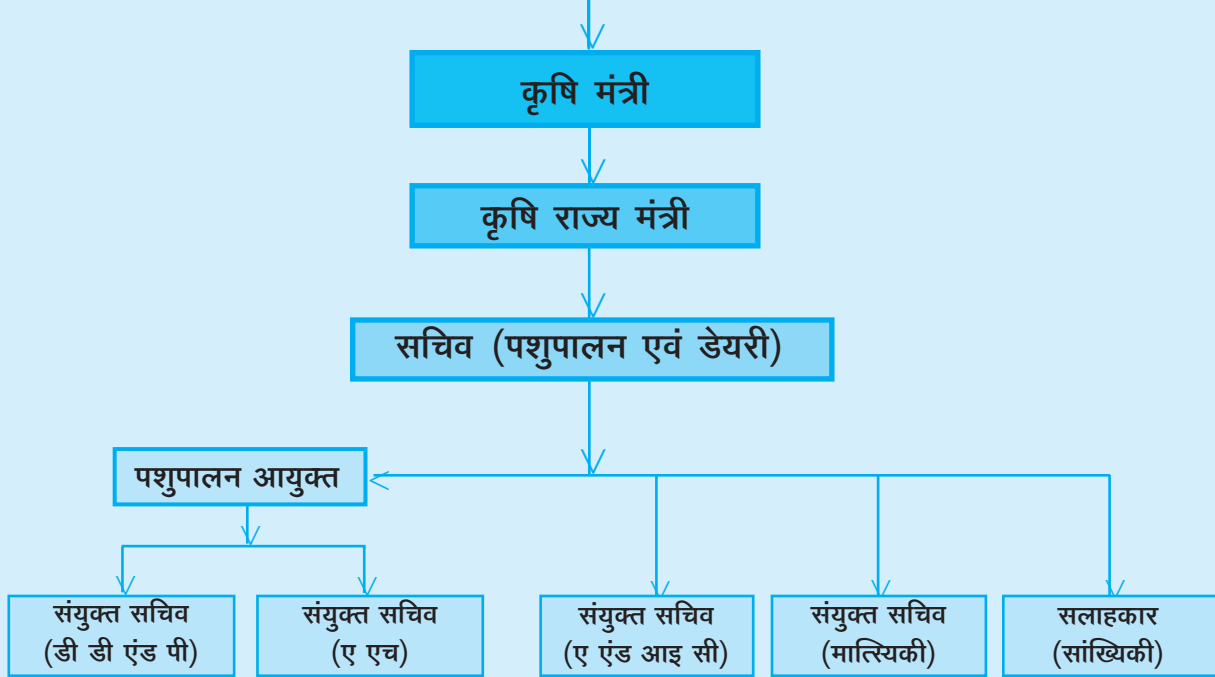 कृषि मंत्री
कृषि राज्य मंत्री
सचिव (पशुपालन एवं डेयरी)
पशुपालन आयुक्त
संयुक्त सचिव
(डी डी एंड पी)
संयुक्त सचिव
(ए एच)
संयुक्त सचिव
(ए एंड आइ सी)
संयुक्त सचिव
(मात्स्यिकी)
सलाहकार
(सांख्यिकी)